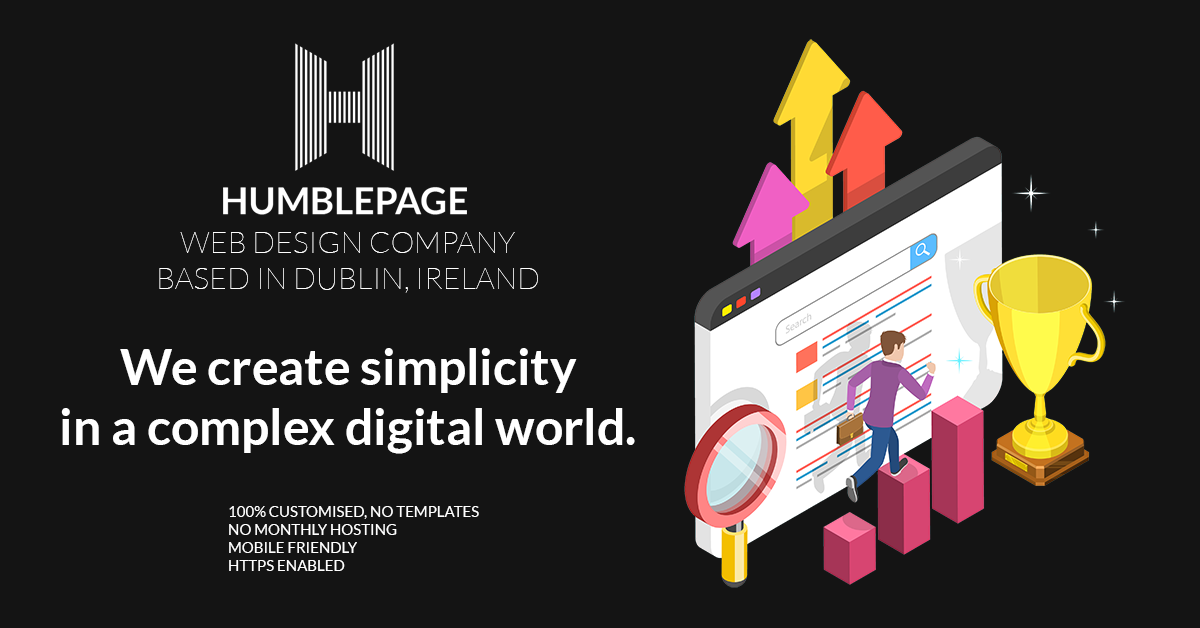 HUMBLEPAGE
WEB DESIGN COMPANY
BASED IN DUBLIN, IRELAND
We create simplicity
in a complex digital world.
100% CUSTOMISED, NO TEMPLATES
NO MONTHLY HOSTING
MOBILE FRIENDLY
HTTPS ENABLED
Search